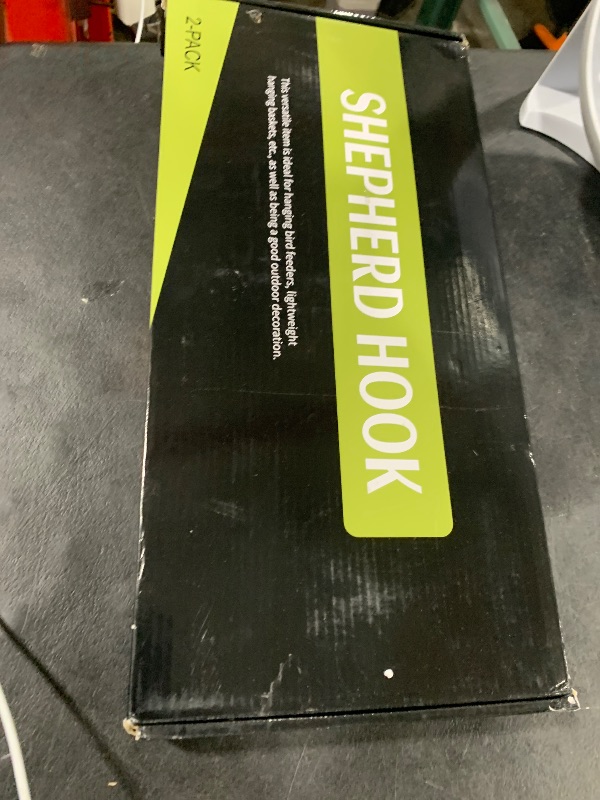 2-PACK
SHEPHERD HOOK
This versatile item is ideal for hanging bird feeders, lightweight
hanging baskets, etc., as well as being a good outdoor decoration.